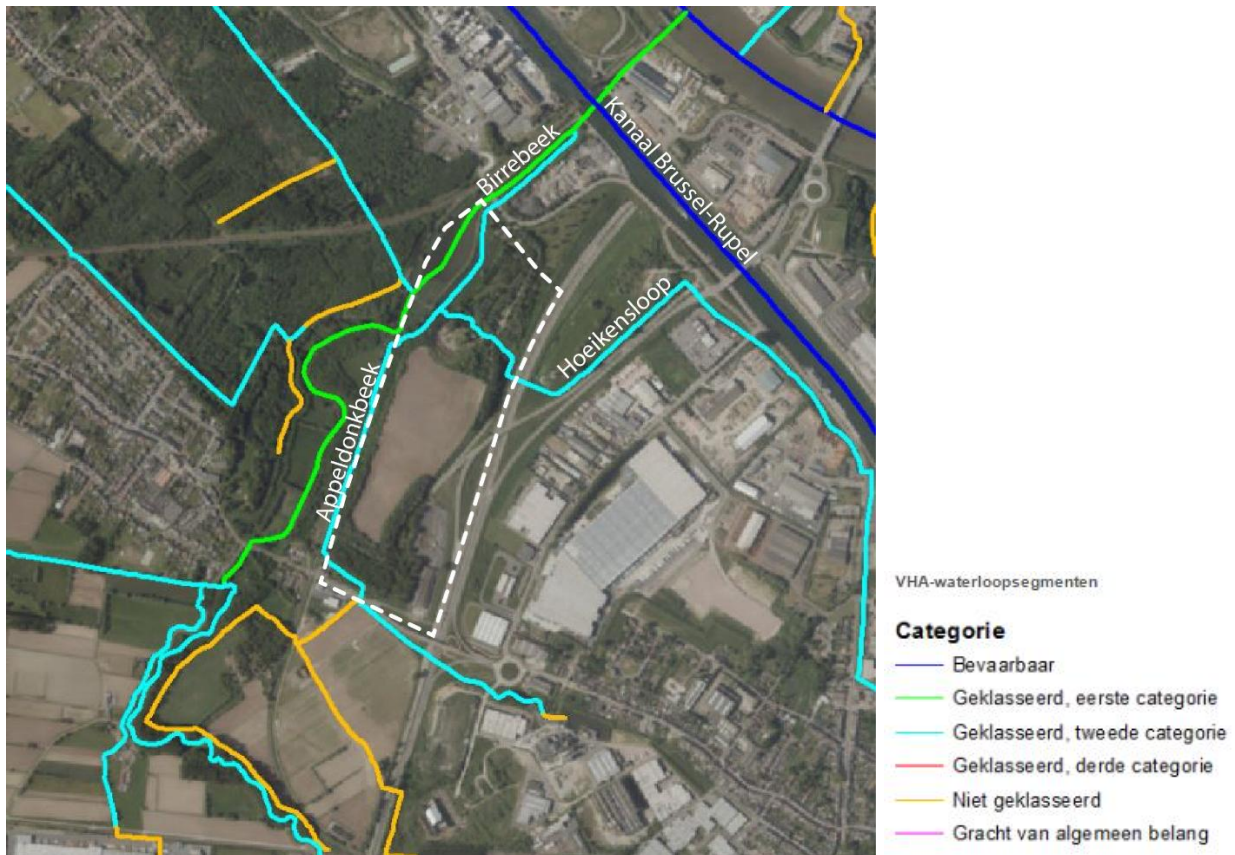 Birrebeek
Kanaal Brussel-Rupel
Hoeikensloop
Appeldonkbeek
VHA-waterloopsegmenten
Categorie
Bevaarbaar
Geklasseerd, eerste categorie
Geklasseerd, tweede categorie
Geklasseerd, derde categorie
Niet geklasseerd
Gracht van algemeen belang